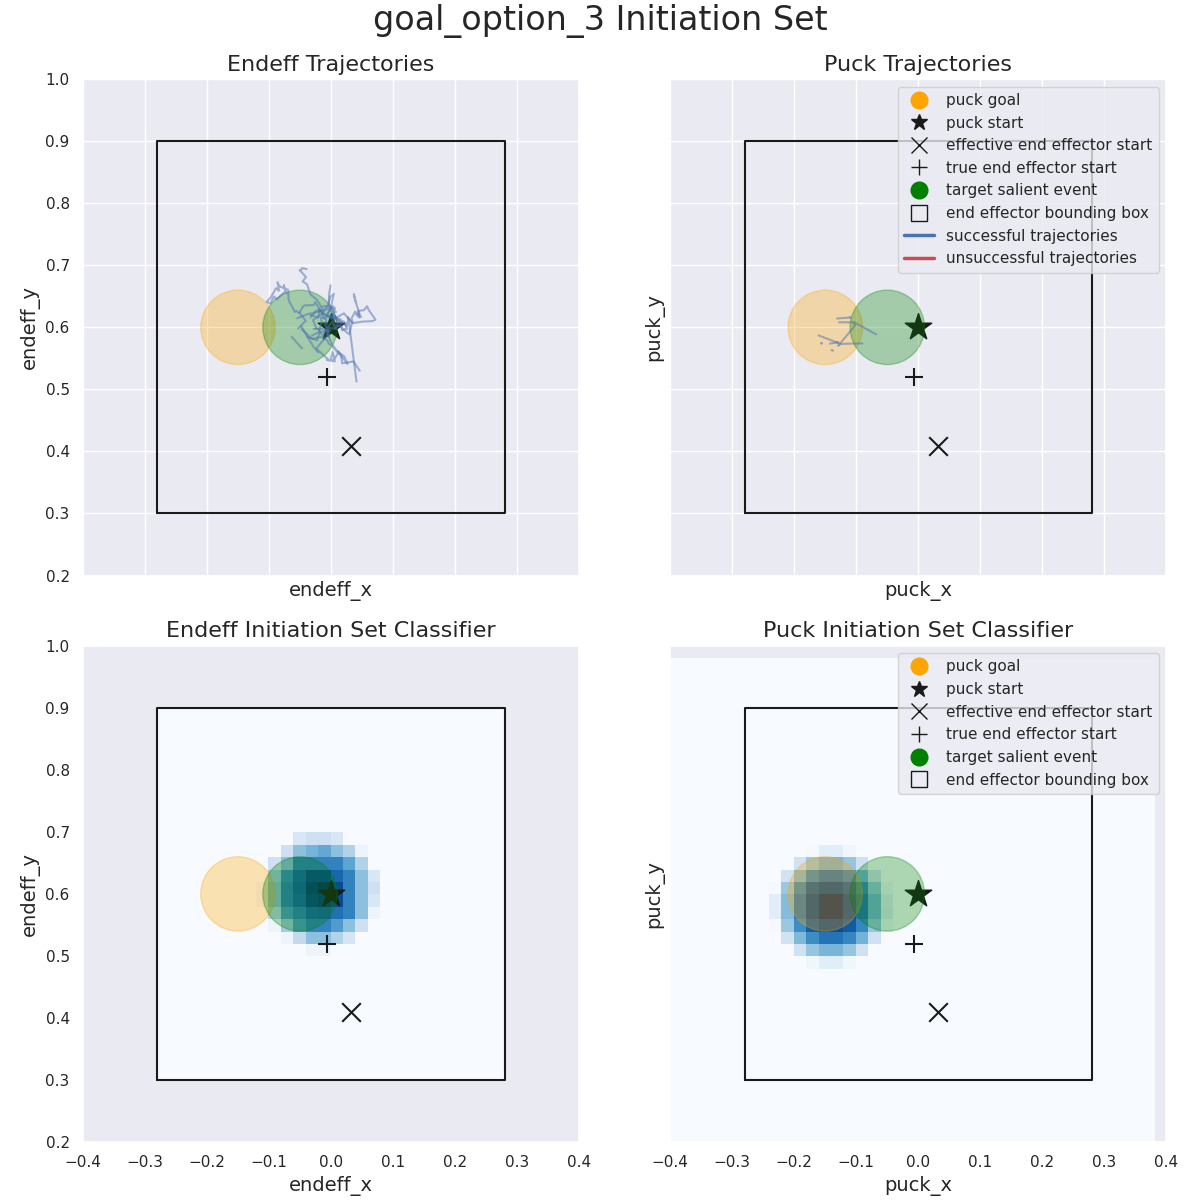 goal_option_3 Initiation Set
Endeff Trajectories
1.0
0.9
0.8
0.7
0.6
0.5
0.4
0.3
0.2
endeff_y
endeff_x
Puck Trajectories
puck goal
puck start
effective end effector start
true end effector start
target salient event
end effector bounding box
successful trajectories
unsuccessful trajectories
puck_y
puck_x
Endeff Initiation Set Classifier
1.0
0.9
0.8
0.7
0.6
0.5
0.4
0.3
0.2
endeff_y
−0.4 −0.3 −0.2 −0.1 0.0 0.1 0.2 0.3 0.4
endeff_x
Puck Initiation Set Classifier
puck goal
puck start
effective end effector start
true end effector start
target salient event
end effector bounding box
puck_y
−0.4 −0.3 −0.2 −0.1 0.0 0.1 0.2 0.3 0.4
puck_x